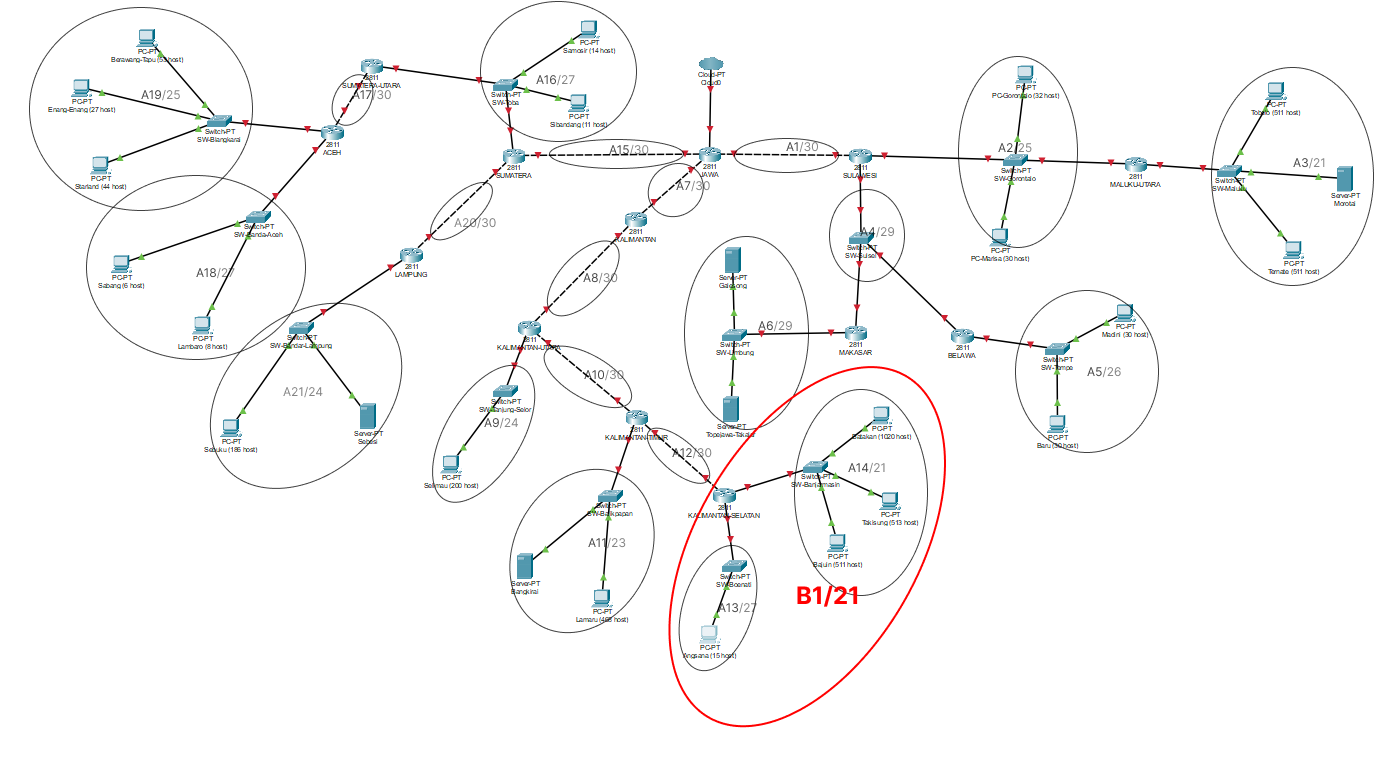 PC-PT
Berawang-Tapu (53 host)
PC-PT
Enang-Enang (27 host)
A19/25
Switch-PT
SW-Blangkarai
PC-PT
Starland (44 host)
2811
SUMATERA-UTARA
A17/30
2811
ACEH
PC-PT
Samosir (14 host)
A16/27
Switch-PT
SW-Toba
PC-PT
Sibandang (11 host)
Cloud-PT
Cloud0
2811
SUMATERA
A15/30
2811
JAWA
A1/30
2811
SULAWESI
A7/30
2811
KALIMANTAN
PC-PT
PC-Gorontalo (32 host)
A2/25
Switch-PT
SW-Gorontalo
PC-PT
PC-Marisa (30 host)
2811
MALUKU-UTARA
PC-PT
Tobelo (511 host)
A3/21
Switch-PT
SW-Maluku
Server-PT
Morotai
PC-PT
Ternate (511 host)
Switch-PT
SW-Banda-Aceh
A18/27
PC-PT
Sabang (6 host)
PC-PT
Lambaro (8 host)
A20/30
2811
LAMPUNG
Switch-PT
SW-Bandar-Lampung
A21/24
PC-PT
Sebuku (186 host)
Server-PT
Sebesi
A8/30
2811
KALIMANTAN-UTARA
A4/29
Switch-PT
SW-Sulsel
Server-PT
Galesong
A6/29
Switch-PT
SW-Limbung
Server-PT
Topejawa-Takalar
2811
MAKASAR
2811
BELAWA
PC-PT
Madini (30 host)
Switch-PT
SW-Tempe
A5/26
PC-PT
Baru (30 host)
A10/30
Switch-PT
SW-Tanjung-Selor
A9/24
PC-PT
Selimau (200 host)
2811
KALIMANTAN-TIMUR
A12/30
2811
KALIMANTAN-SELATAN
PC-PT
Batakan (1020 host)
A14/21
Switch-PT
SW-Banjarmasin
PC-PT
Takisung (513 host)
PC-PT
Bajuin (511 host)
Switch-PT
SW-Balikpapan
A11/23
Server-PT
Bangkirai
PC-PT
Lamaru (465 host)
Switch-PT
SW-Boenati
A13/27
PC-PT
Angsana (15 host)
B1/21